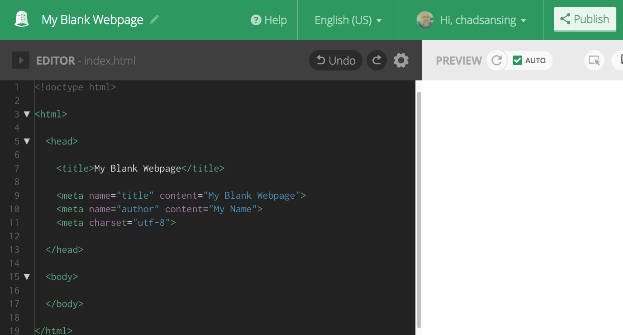 My Blank Webpage
Help
English (US)
Hi, chadsansing
Publish
EDITOR - index.html
Undo
PREVIEW
AUTO
1 <!doctype html>
2
3 <html>
4
5 <head>
6
7 <title>My Blank Webpage</title>
8
9 <meta name="title" content="My Blank Webpage">
10 <meta name="author" content="My Name">
11 <meta charset="utf-8">
12
13 </head>
14
15 <body>
16
17 </body>
18
19 </html>